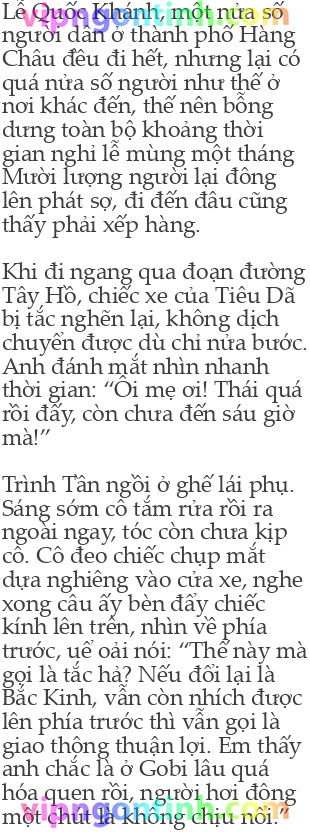 Lễ Quốc Khánh, một nửa số
người dân ở thành phố Hàng
Châu đều đi hết, nhưng lại có
quá nửa số người như thế ở
nơi khác đến, thế nên bỗng
dưng toàn bộ khoảng thời
gian nghỉ lễ mùng một tháng
Mười lượng người lại đông
lên phát sợ, đi đến đâu cũng
thấy phải xếp hàng.
Khi đi ngang qua đoạn đường
Tây Hồ, chiếc xe của Tiêu Dã
bị tắc nghẽn lại, không dịch
chuyển được dù chỉ nửa bước.
Anh đánh mắt nhìn nhanh
thời gian: “Ôi mẹ ơi! Thái quá
rồi đấy, còn chưa đến sáu giờ
mà!”
Trình Tần ngồi ở ghế lái phụ.
Sáng sớm cô tắm rửa rồi ra
ngoài ngay, tóc còn chưa kịp
cô. Cô đeo chiếc chụp mắt
dựa nghiêng vào cửa xe, nghe
xong câu ấy bèn đẩy chiếc
kính lên trên, nhìn về phía
trước, uể oải nói: “Thế này mà
gọi là tắc hả? Nếu đổi lại là
Bắc Kinh, vẫn còn nhích được
lên phía trước thì vẫn gọi là
giao thông thuận lợi. Em thấy
anh chắc là ở Gobi lâu quá
hóa quen rồi, người hơi đông
một chút là không chịu nổi.”
vipngontinh.com
vipngontinh.com